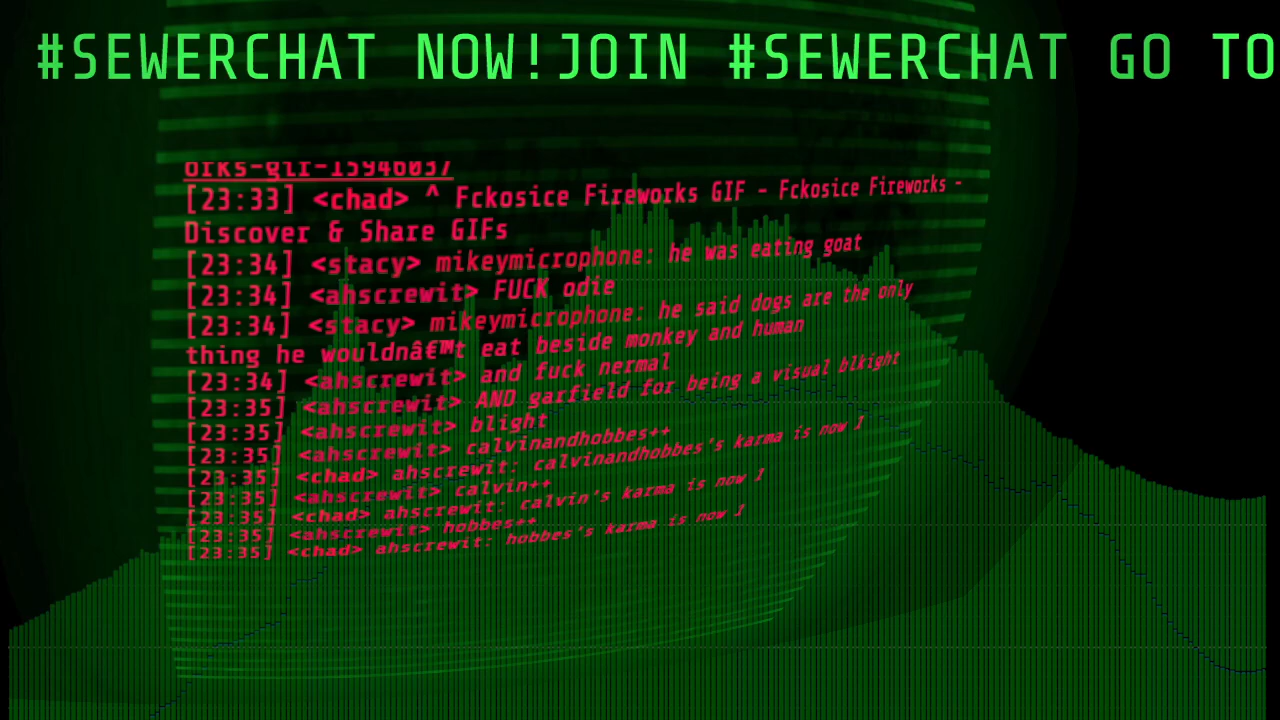 #SEWERCHAT NOW!JOIN #SEWERCHAT GO TO
orks-gir-15946037
[23:33] <chad> ^ Fckosice Fireworks GIF - Fckosice Fireworks -
Discover & Share GIFs
[23:34] <stacy> mikeymicrophone: he was eating goat
[23:34] <ahscrewit> FUCK odie
[23:34] <stacy> mikeymicrophone: he said dogs are the only
thing he wouldnâ€™t eat beside monkey and human
[23:34] <ahscrewit> and fuck nermal
[23:35] <ahscrewit> AND garfield for being a visual blkight
[23:35] <ahscrewit> blight
[23:35] <ahscrewit> calvinandhobbes++
[23:35] <chad> ahscrewit: calvinandhobbes's karma is now 1
[23:35] <ahscrewit> calvin++
[23:35] <chad> ahscrewit: calvin's karma is now 1
[23:35] <ahscrewit> hobbes++
[23:35] <chad> ahscrewit: hobbes's karma is now 1